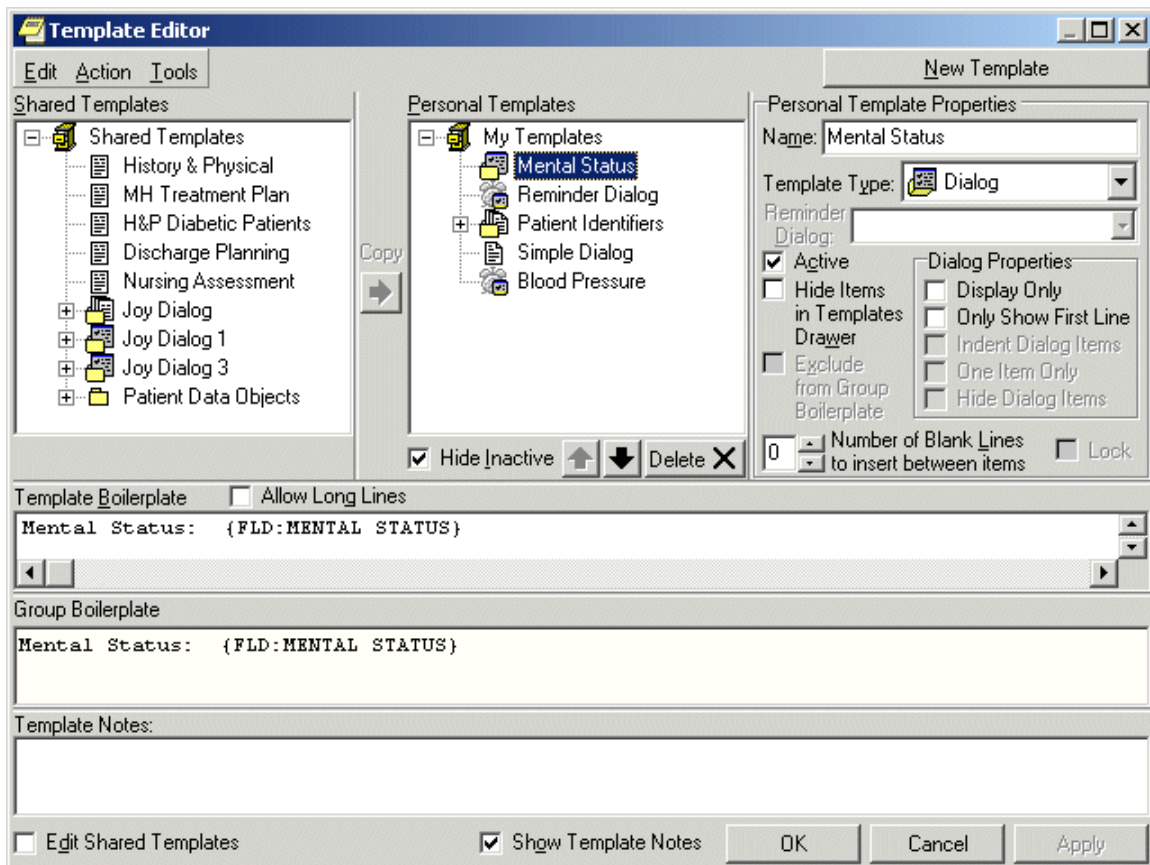 Template Editor
Edit Action Tools
New Template
Shared Templates
Shared Templates
History & Physical
MH Treatment Plan
H&P Diabetic Patients
Discharge Planning
Nursing Assessment
Joy Dialog
Joy Dialog 1
Joy Dialog 3
Patient Data Objects
Copy
Personal Templates
My Templates
Mental Status
Reminder Dialog
Patient Identifiers
Simple Dialog
Blood Pressure
Hide Inactive
Delete
Personal Template Properties
Name: Mental Status
Template Type: Dialog
Reminder
Dialog:
Active
Hide Items
in Templates
Drawer
Exclude
from Group
Boilerplate
Dialog Properties
Display Only
Only Show First Line
Indent Dialog Items
One Item Only
Hide Dialog Items
0 Number of Blank Lines
to insert between items
Lock
Template Boilerplate Allow Long Lines
Mental Status: {FLD:MENTAL STATUS}
Group Boilerplate
Mental Status: {FLD:MENTAL STATUS}
Template Notes:
Edit Shared Templates Show Template Notes OK Cancel Apply